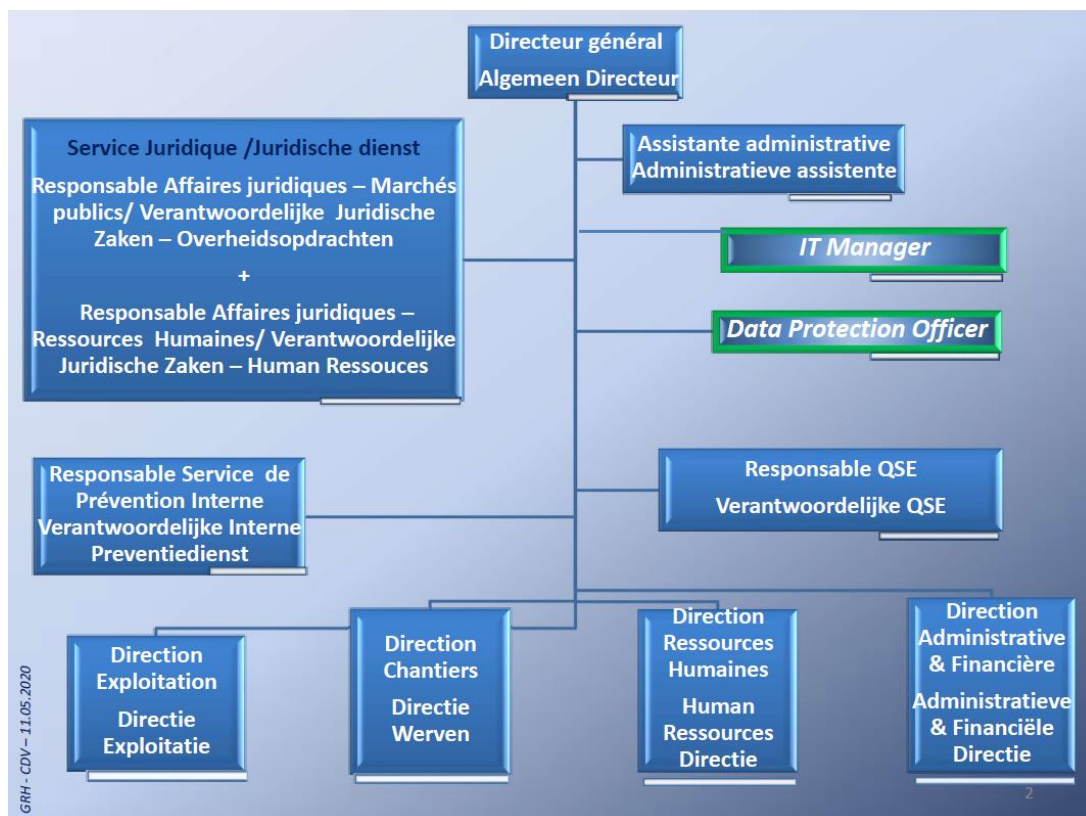 Directeur général
Algemeen Directeur
Service Juridique /Juridische dienst
Responsable Affaires juridiques – Marchés
publics/ Verantwoordelijke Juridische
Zaken – Overheidsopdrachten
+
Responsable Affaires juridiques –
Ressources Humaines/ Verantwoordelijke
Juridische Zaken – Human Ressouces
Assistante administrative
Administratieve assistente
IT Manager
Data Protection Officer
Responsable Service de
Prévention Interne
Verantwoordelijke Interne
Preventiedienst
Responsable QSE
Verantwoordelijke QSE
Direction
Exploitation
Directie
Exploitatie
Direction
Chantiers
Directie
Werven
Direction
Ressources
Humaines
Human
Ressources
Directie
Direction
Administrative
& Financière
Administratieve
& Financiële
Directie
GRH - CDV – 11.05.2020
2